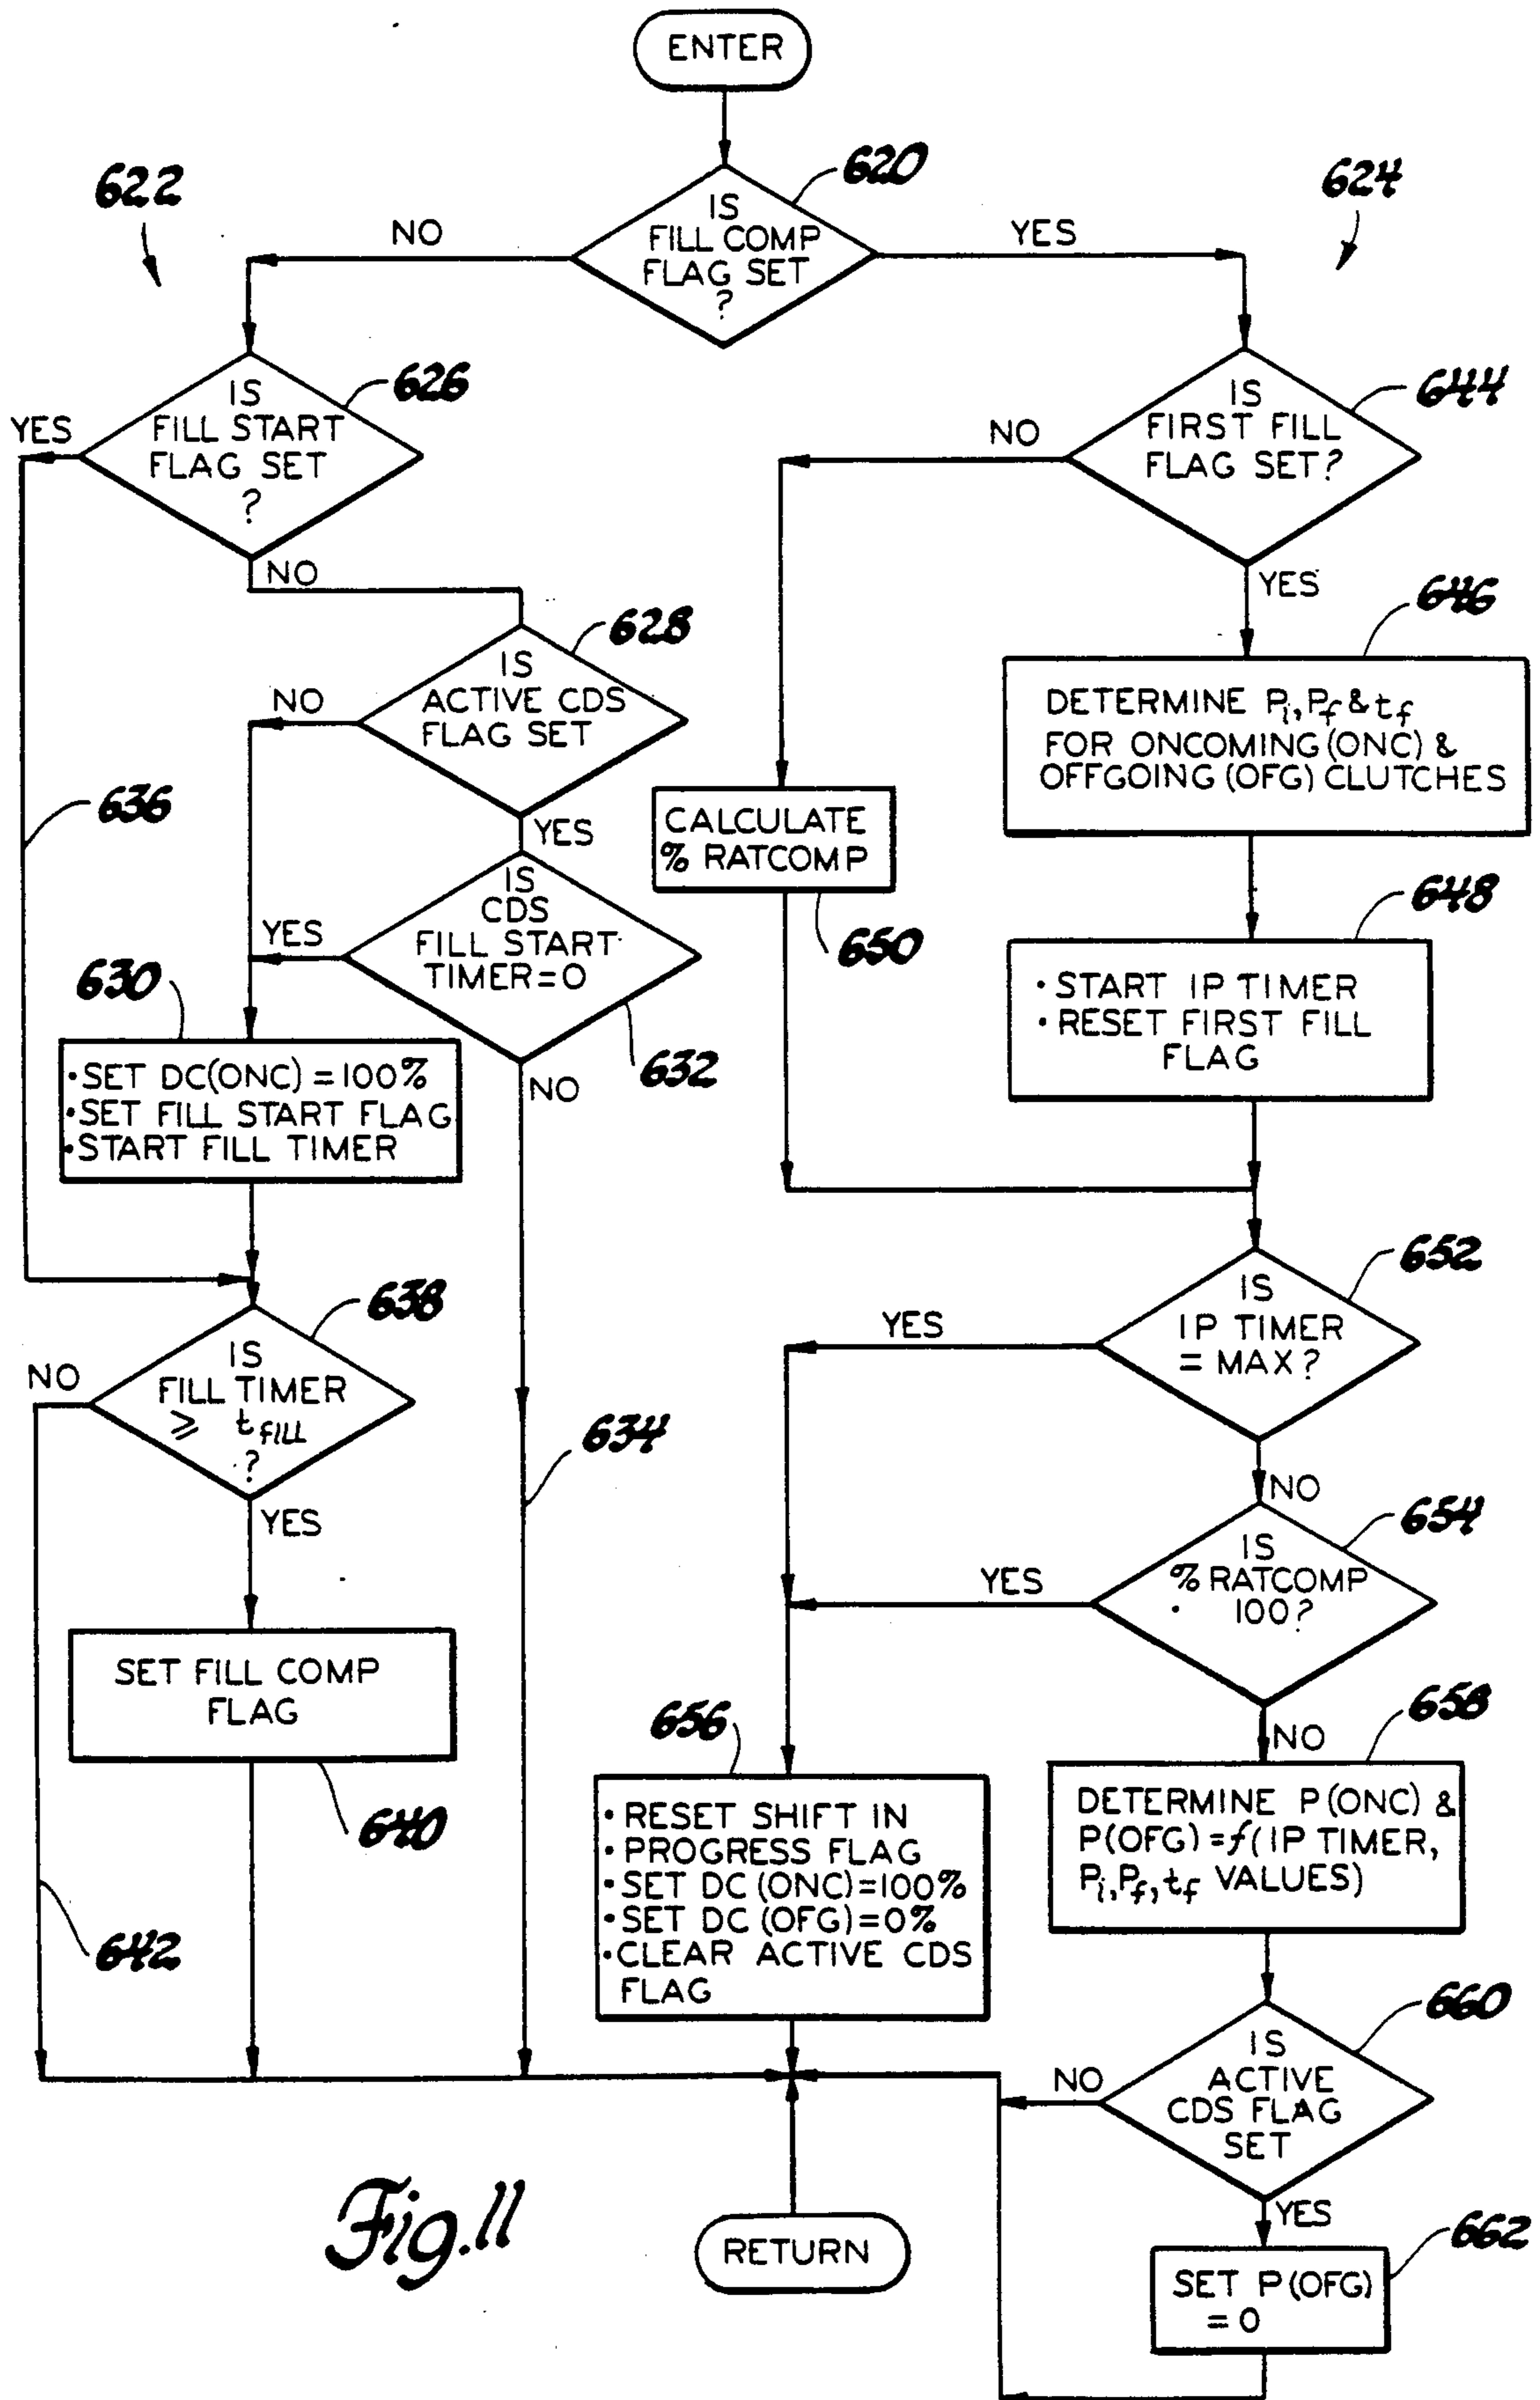 ENTER
620
622
624
IS
FILL COMP
FLAG SET
?
NO
YES
IS
FILL START
FLAG SET
?
626
YES
NO
IS
FIRST FILL
FLAG SET?
644
NO
YES
IS
ACTIVE CDS
FLAG SET
628
NO
YES
646
DETERMINE Pi, Pf & tf
FOR ONCOMING (ONC) &
OFFGOING (OFG) CLUTCHES
636
CALCULATE
% RATCOMP
650
IS
CDS
FILL START
TIMER=0
632
YES
NO
648
• START IP TIMER
• RESET FIRST FILL
FLAG
630
• SET DC(ONC) = 100%
• SET FILL START FLAG
• START FILL TIMER
638
IS
FILL TIMER
≥ tFILL
?
NO
YES
634
652
IS
IP TIMER
= MAX?
YES
NO
654
IS
% RATCOMP
100?
YES
NO
SET FILL COMP
FLAG
640
642
656
• RESET SHIFT IN
• PROGRESS FLAG
• SET DC (ONC)=100%
• SET DC (OFG)=0%
• CLEAR ACTIVE CDS
FLAG
658
DETERMINE P(ONC) &
P(OFG) = f(IP TIMER,
Pi, Pf, tf VALUES)
660
IS
ACTIVE
CDS FLAG
SET
NO
YES
662
SET P(OFG)
= 0
RETURN
Fig. 11